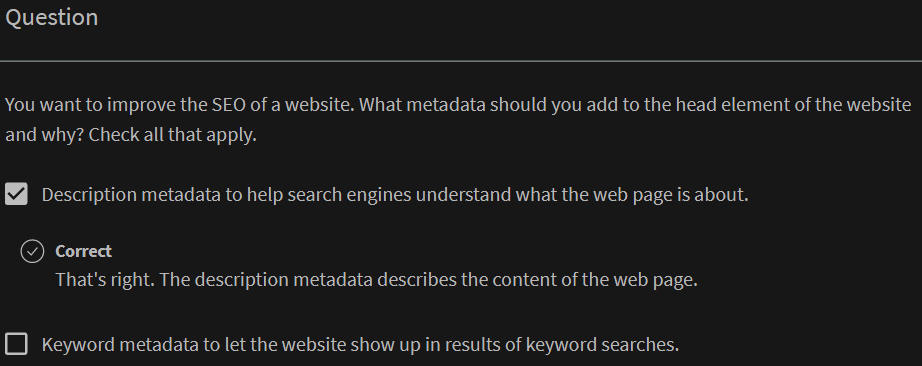 Question
You want to improve the SEO of a website. What metadata should you add to the head element of the website
and why? Check all that apply.
Description metadata to help search engines understand what the web page is about.
Correct
That's right. The description metadata describes the content of the web page.
Keyword metadata to let the website show up in results of keyword searches.